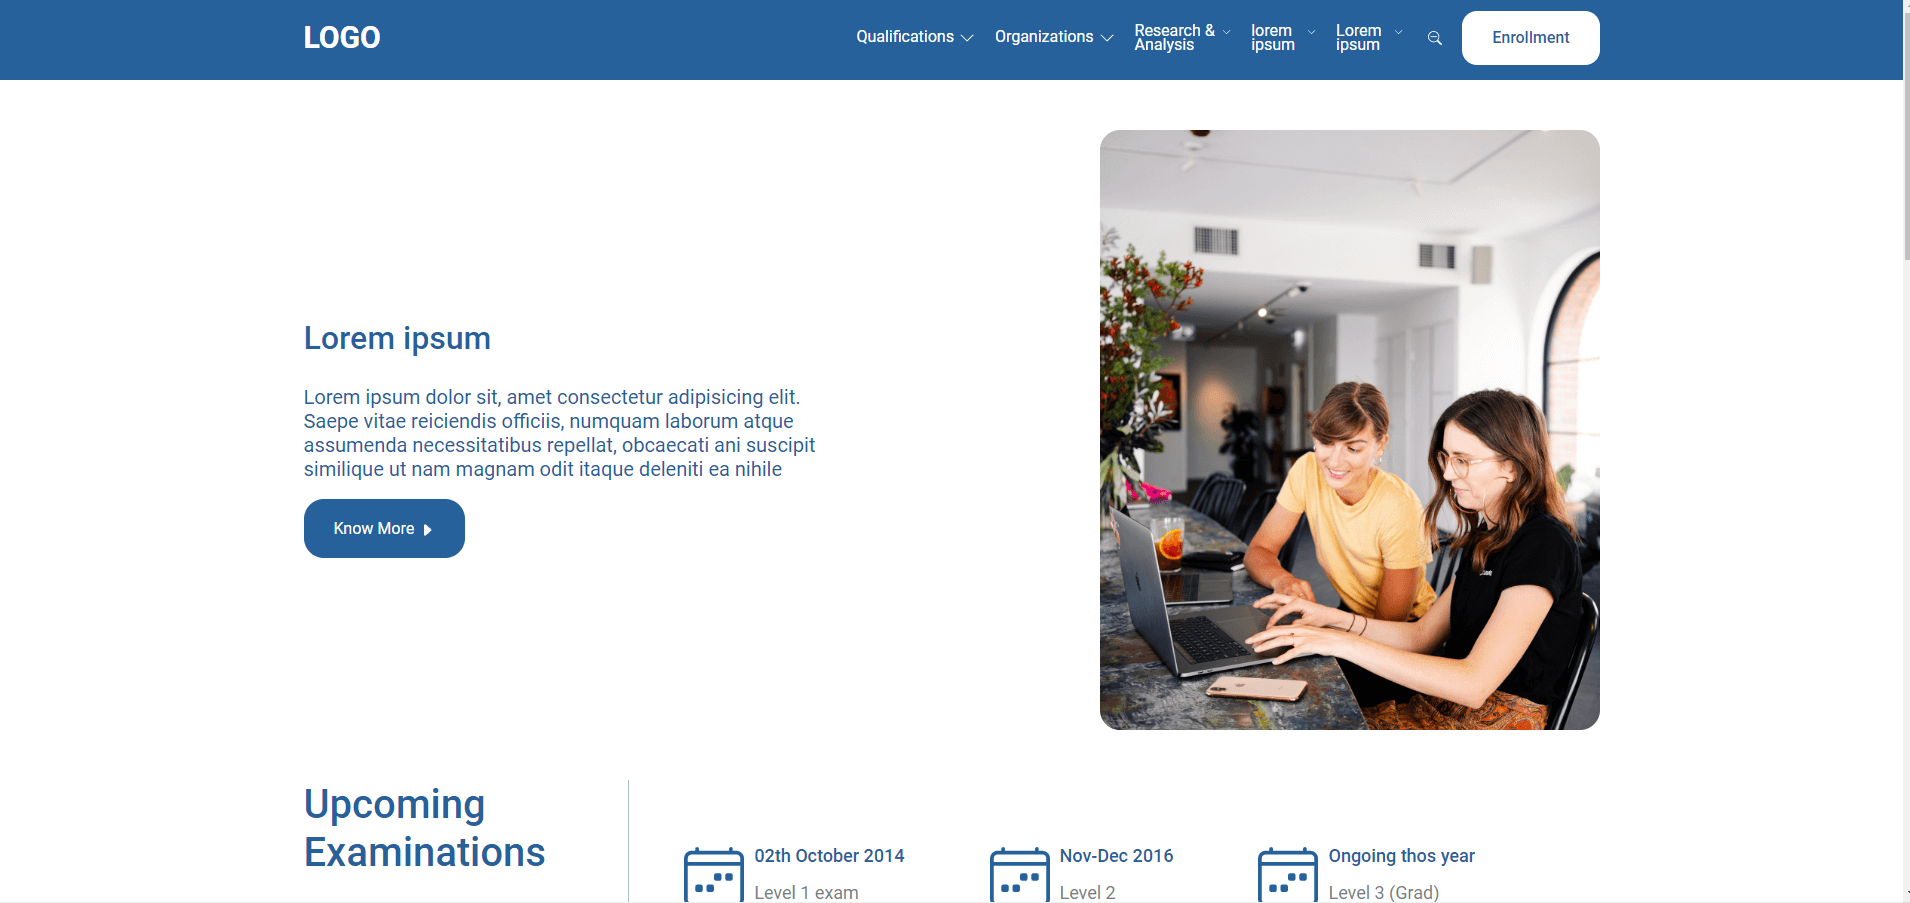 LOGO
Qualifications
Organizations
Research &
Analysis
lorem
ipsum
Lorem
ipsum
Enrollment
Lorem ipsum
Lorem ipsum dolor sit, amet consectetur adipisicing elit.
Saepe vitae reiciendis officiis, numquam laborum atque
assumenda necessitatibus repellat, obcaecati ani suscipit
similique ut nam magnam odit itaque deleniti ea nihile
Know More
Upcoming
Examinations
02th October 2014
Level 1 exam
Nov-Dec 2016
Level 2
Ongoing thos year
Level 3 (Grad)